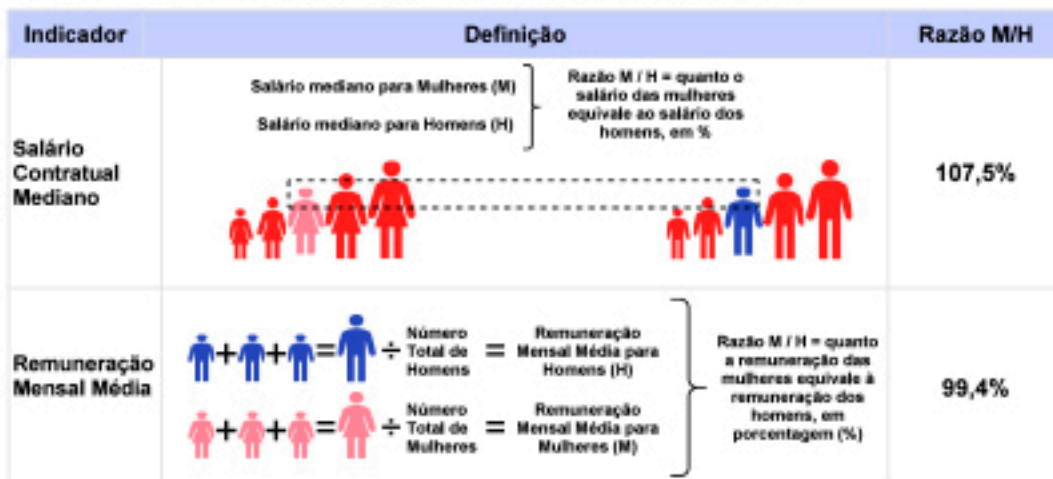 Indicador
Definição
Razão M/H
Salário
Contratual
Mediano
Salário mediano para Mulheres (M)
Salário mediano para Homens (H)
Razão M / H = quanto o
salário das mulheres
equivale ao salário dos
homens, em %
107,5%
Remuneração
Mensal Média
+ + = ÷
Número
Total de
Homens
=
Remuneração
Mensal Média para
Homens (H)
+ + = ÷
Número
Total de
Mulheres
=
Remuneração
Mensal Média para
Mulheres (M)
Razão M / H = quanto
a remuneração das
mulheres equivale à
remuneração dos
homens, em
porcentagem (%)
99,4%